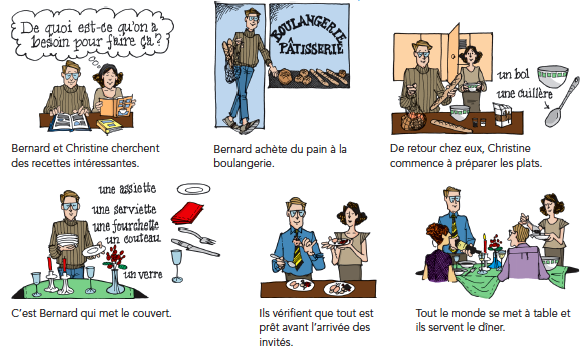 De quoi est-ce qu'on a
besoin pour faire ça?
Bernard et Christine cherchent
des recettes intéressantes.
BOULANGERIE
PÂTISSERIE
Bernard achète du pain à la
boulangerie.
un bol
une cuillère
De retour chez eux, Christine
commence à préparer les plats.
une assiette
une serviette
une fourchette
un couteau
un verre
C'est Bernard qui met le couvert.
Ils vérifient que tout est
prêt avant l'arrivée des
invités.
Tout le monde se met à table et
ils servent le dîner.